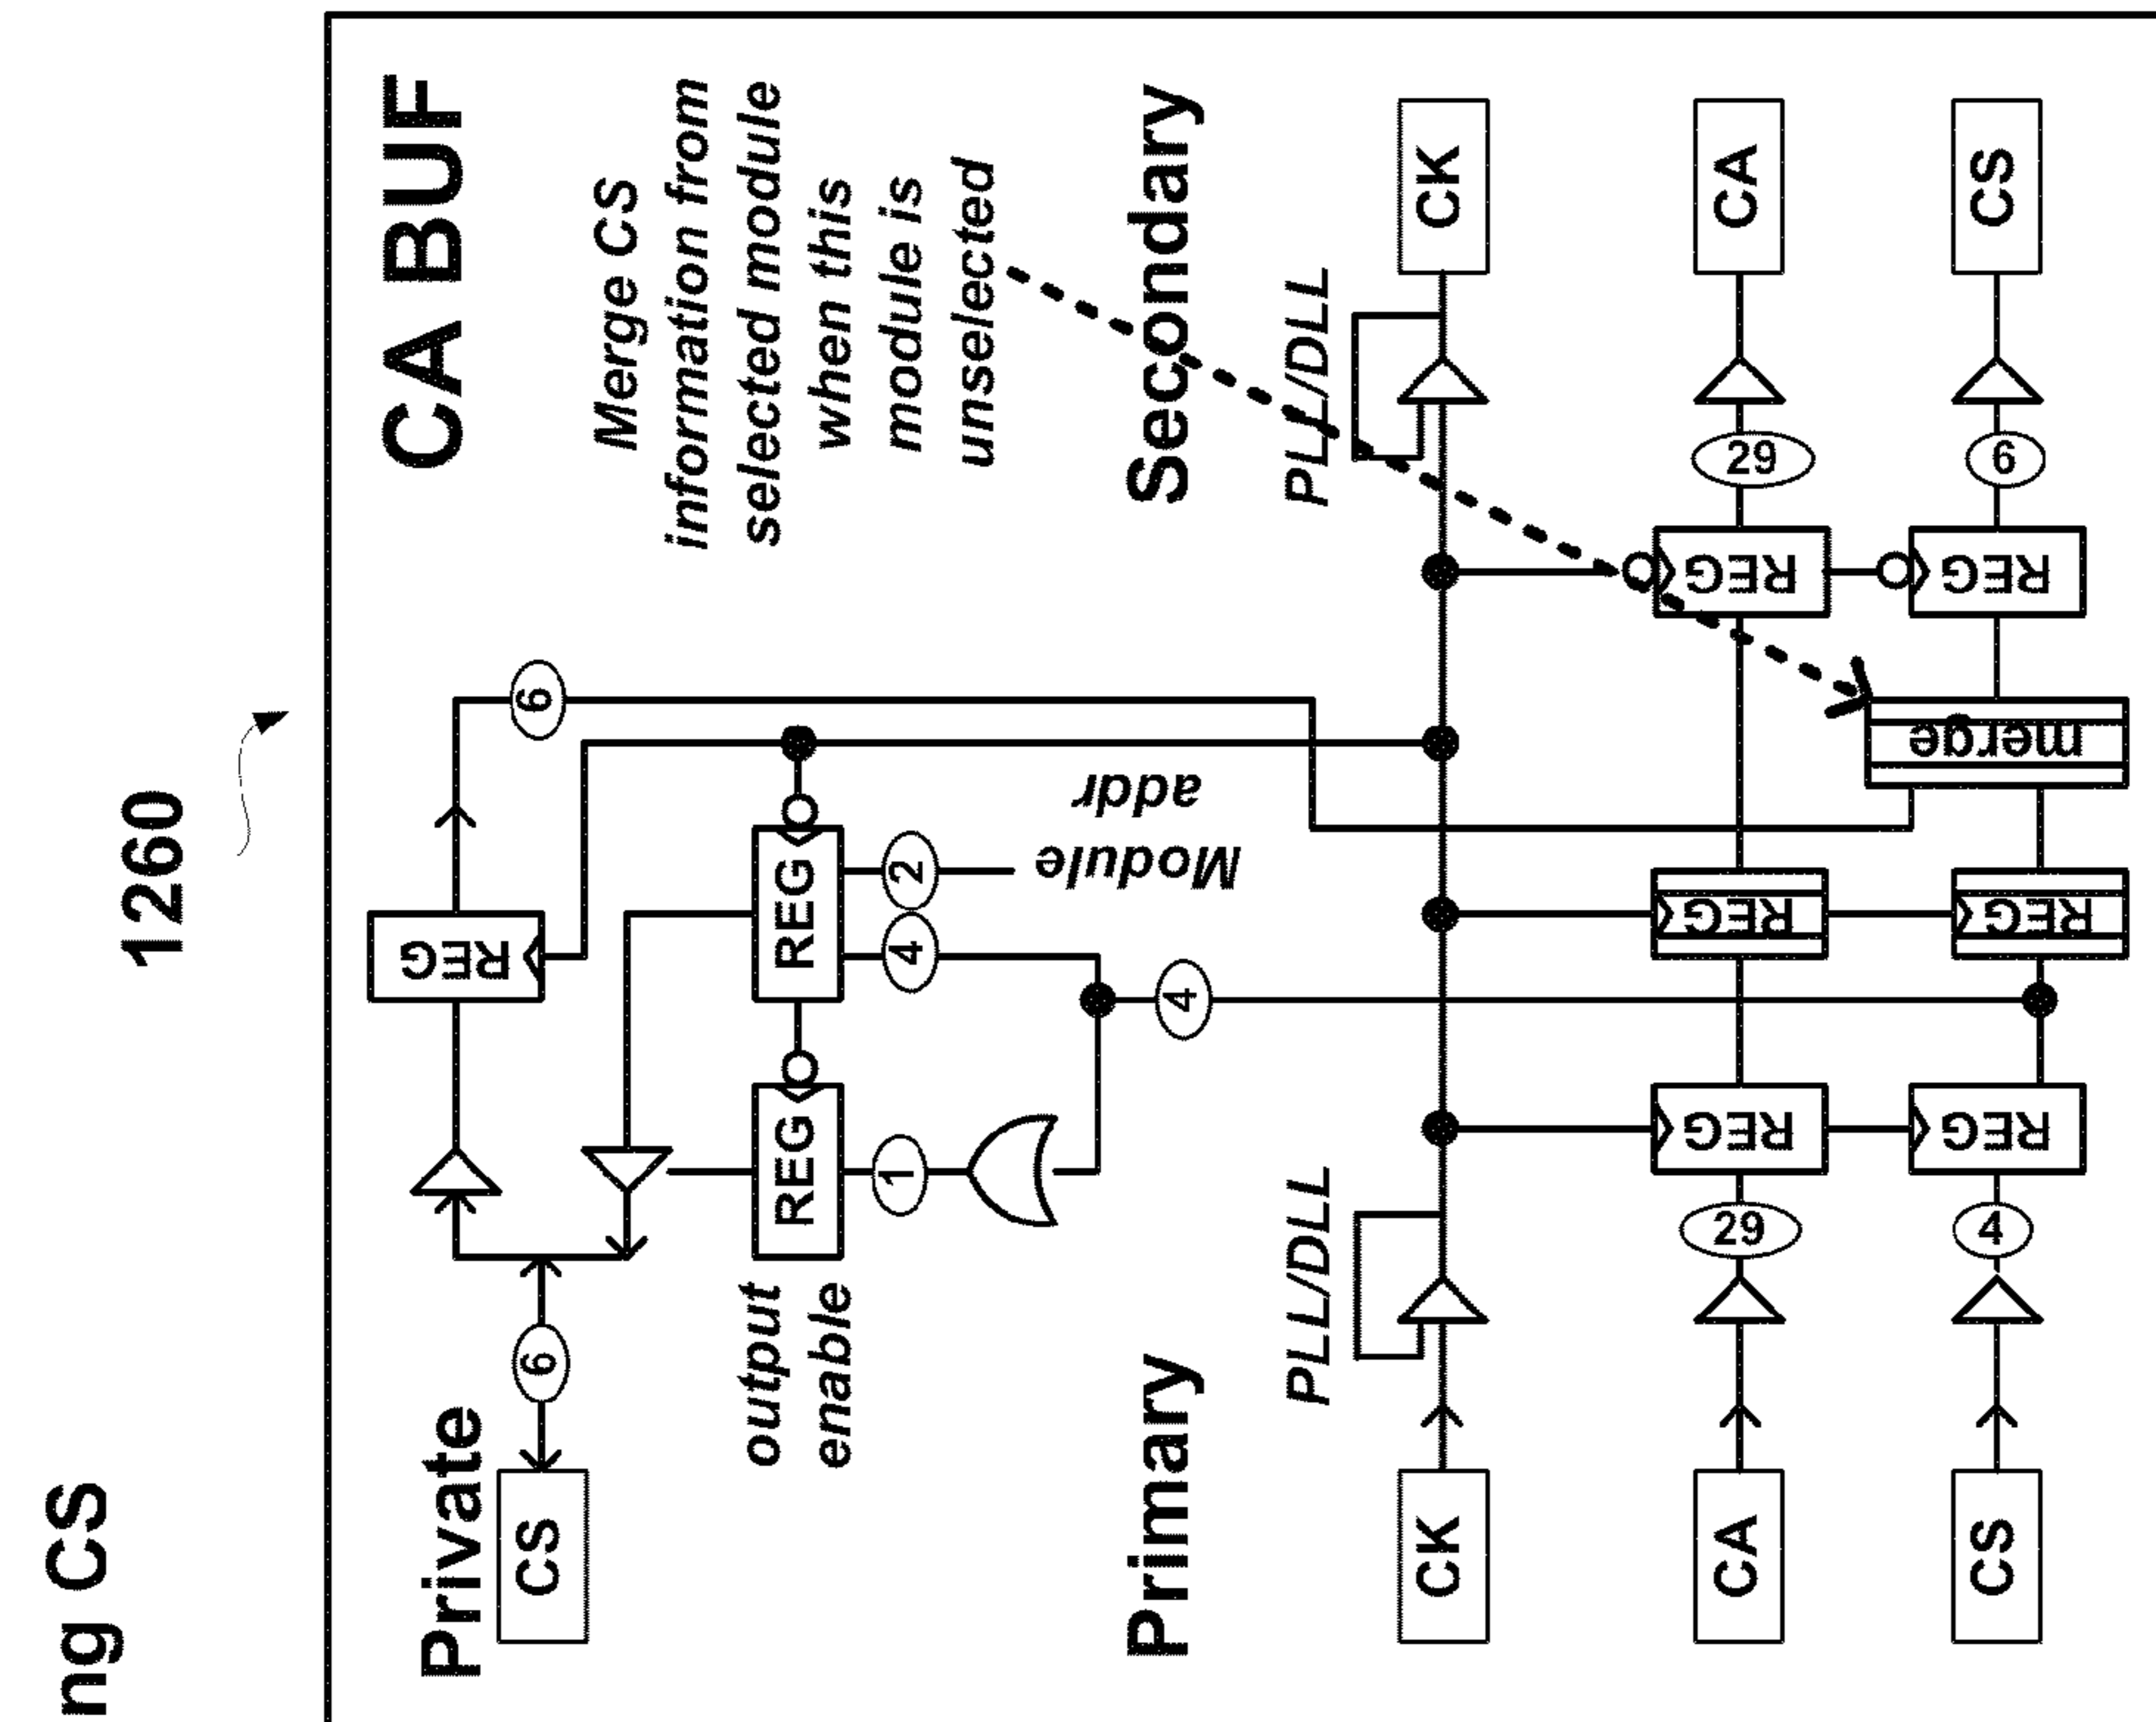 ng CS
1260
CA BUF
Private
REG
CS
6
6
Merge CS
information from
selected module
when this
module is
unselected
output
enable
REG
REG
1
4
2
Module
addr
4
Primary
Secondary
PLL/DLL
PLL/DLL
CK
CK
CA
29
REG
REG
REG
29
CA
CS
4
REG
REG
merge
REG
6
CS